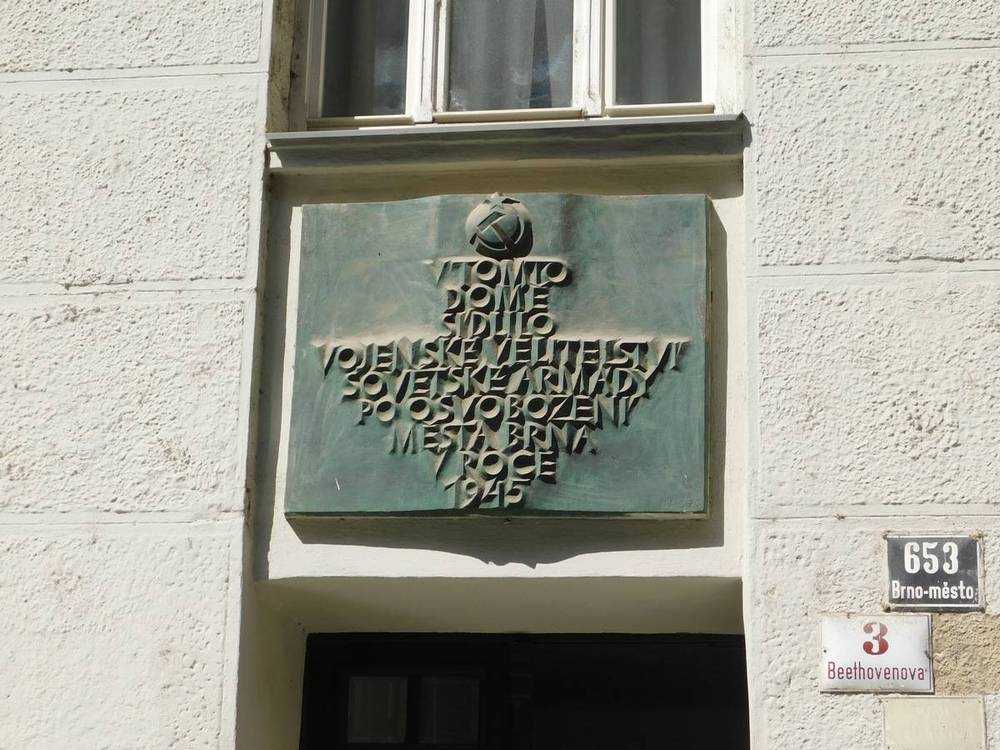 V TOMTO
DOMĚ
SÍDLILO
VOJENSKÉ VELITELSTVÍ
SOVĚTSKÉ ARMÁDY
PO OSVOBOZENÍ
MĚSTA BRNA
V ROCE
1945
653
Brno-město
3
Beethovenova